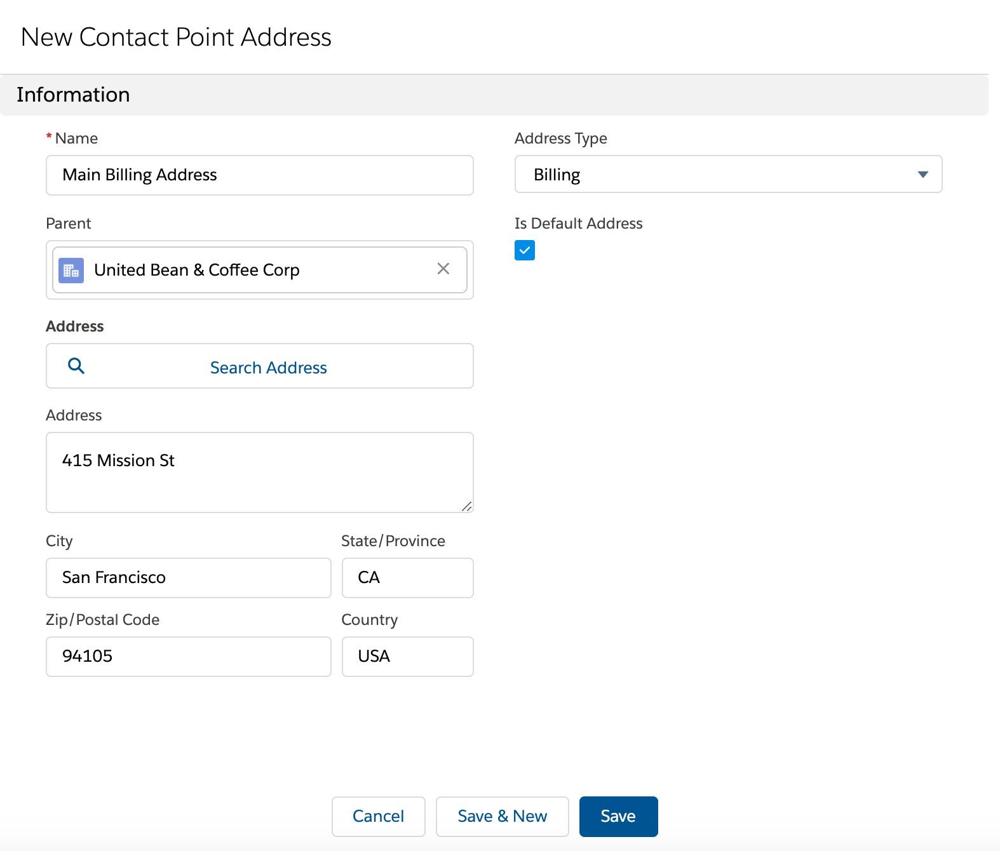 New Contact Point Address
Information
* Name
Main Billing Address
Address Type
Billing
Parent
United Bean & Coffee Corp
Is Default Address
Address
Search Address
Address
415 Mission St
City
San Francisco
State/Province
CA
Zip/Postal Code
94105
Country
USA
Cancel
Save & New
Save